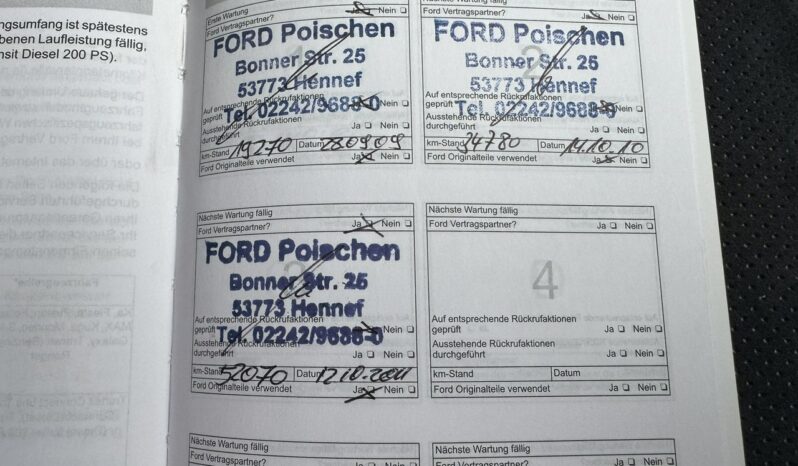 ngsumfang ist spätestens
benen Laufleistung fällig,
nsit Diesel 200 PS).
Erste Wartung
Ford Vertragspartner? Ja Nein
FORD Poischen
Bonner Str. 25
53773 Hennef
Auf entsprechende Rückrufaktionen
geprüft Nein
Tel. 02242/9688-0
Ausstehende Rückrufaktionen
durchgeführt Ja Nein
km-Stand 19270 Datum 28.09.09
Ford Originalteile verwendet Ja Nein
Ford Vertragspartner? Ja Nein
2
FORD Poischen
Bonner Str. 25
53773 Hennef
Auf entsprechende Rückrufaktionen
geprüft Nein
Tel. 02242/9688-0
Ausstehende Rückrufaktionen
durchgeführt Ja Nein
km-Stand 34780 Datum 14.10.10
Ford Originalteile verwendet Ja Nein
Nächste Wartung fällig
Ford Vertragspartner? Ja Nein
FORD Poischen
Bonner Str. 25
53773 Hennef
Auf entsprechende Rückrufaktionen
geprüft Nein
Tel. 02242/9688-0
Ausstehende Rückrufaktionen
durchgeführt Ja Nein
km-Stand 52070 Datum 12.10.2011
Ford Originalteile verwendet Ja Nein
Nächste Wartung fällig
Ford Vertragspartner? Ja Nein
4
Auf entsprechende Rückrufaktionen
geprüft Ja Nein
Ausstehende Rückrufaktionen
durchgeführt Ja Nein
km-Stand Datum
Ford Originalteile verwendet Ja Nein
Nächste Wartung fällig
Ford Vertragspartner? Ja Nein
Nächste Wartung fällig
Ford Vertragspartner? Ja Nein